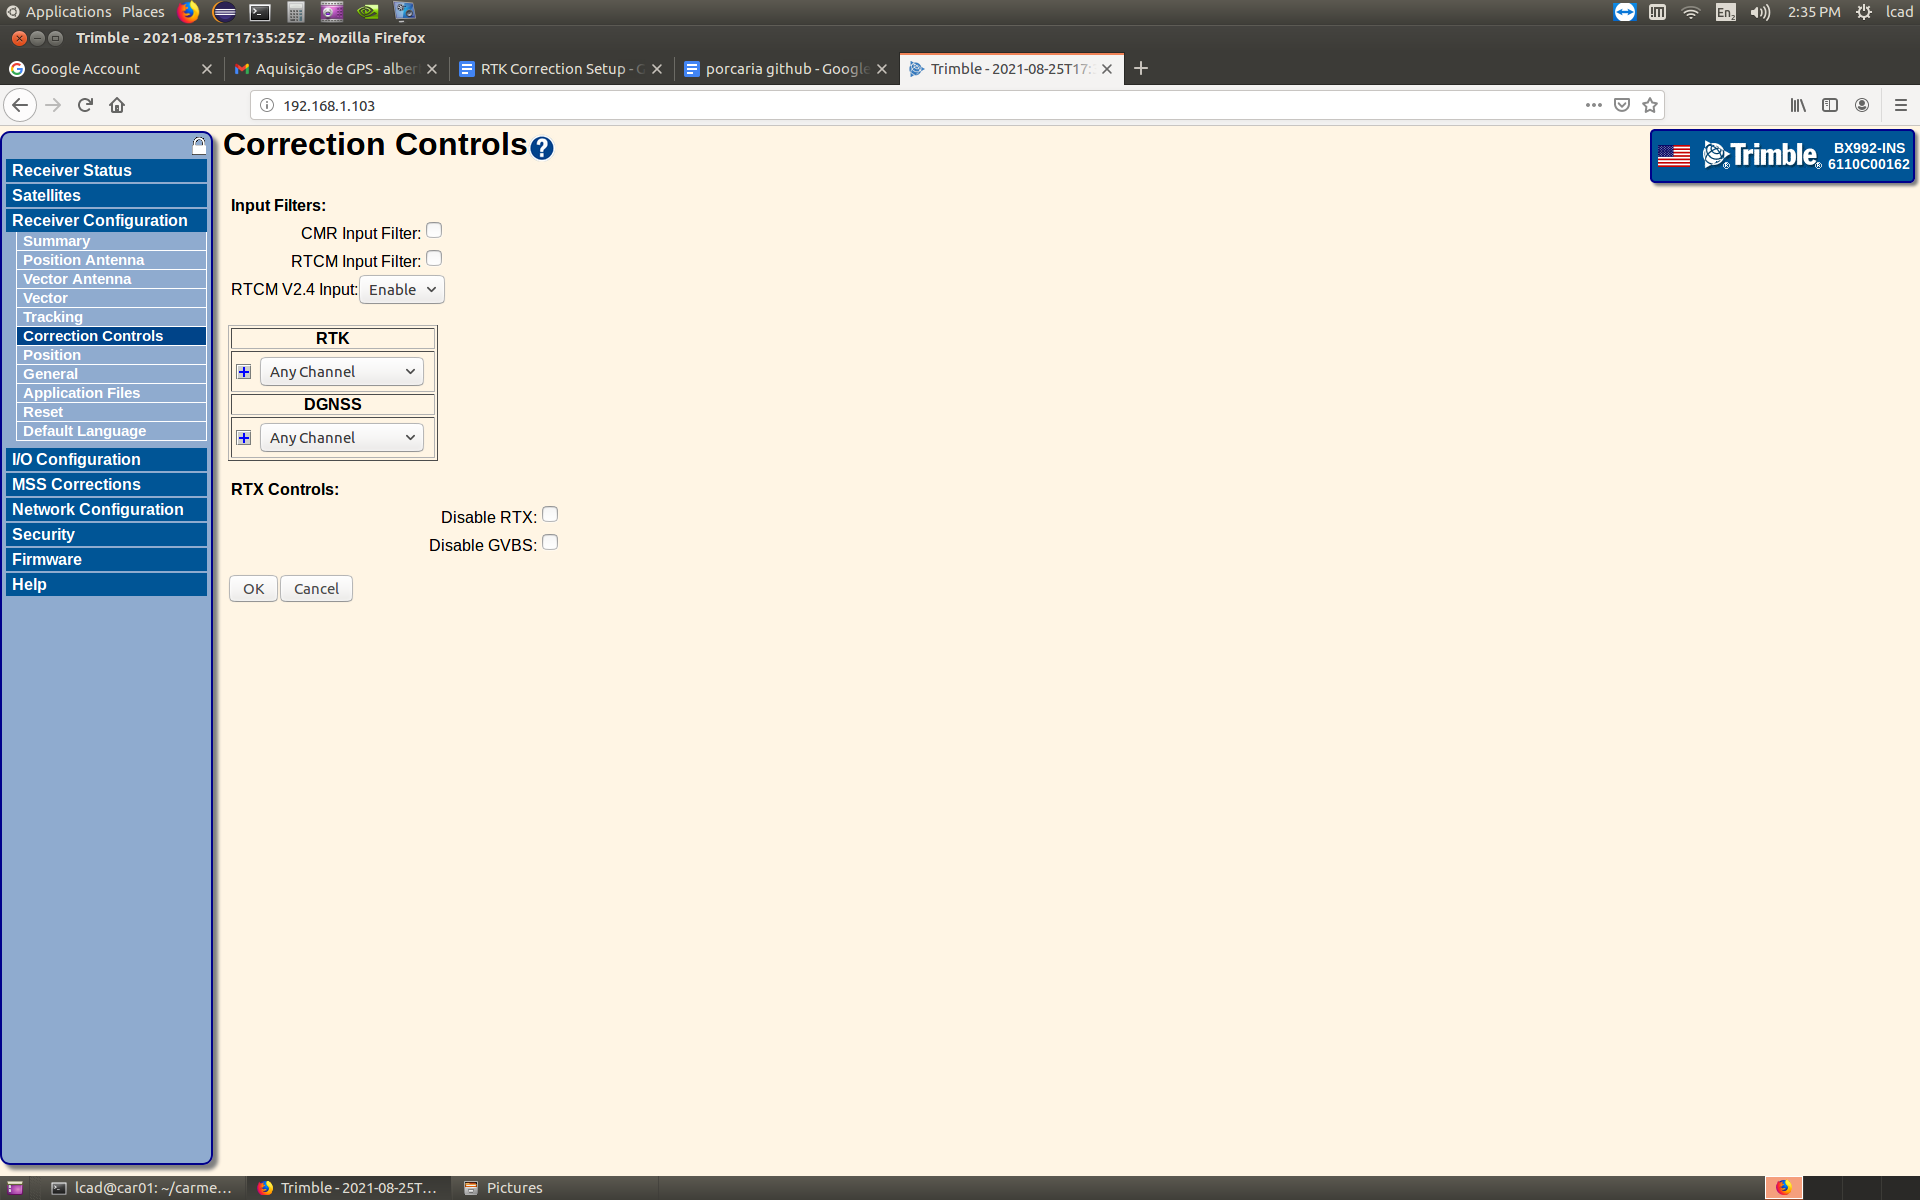 Applications Places En2 2:35 PM lcad
Trimble - 2021-08-25T17:35:25Z - Mozilla Firefox
Google Account
Aquisição de GPS - alber
RTK Correction Setup - G
porcaria github - Google
Trimble - 2021-08-25T17:
192.168.1.103
Receiver Status
Satellites
Receiver Configuration
Summary
Position Antenna
Vector Antenna
Vector
Tracking
Correction Controls
Position
General
Application Files
Reset
Default Language
I/O Configuration
MSS Corrections
Network Configuration
Security
Firmware
Help
Correction Controls?
Trimble®
BX992-INS
6110C00162
Input Filters:
CMR Input Filter:
RTCM Input Filter:
RTCM V2.4 Input: Enable
RTK
Any Channel
DGNSS
Any Channel
RTX Controls:
Disable RTX:
Disable GVBS:
OK Cancel
lcad@car01: ~/carme...
Trimble - 2021-08-25T...
Pictures